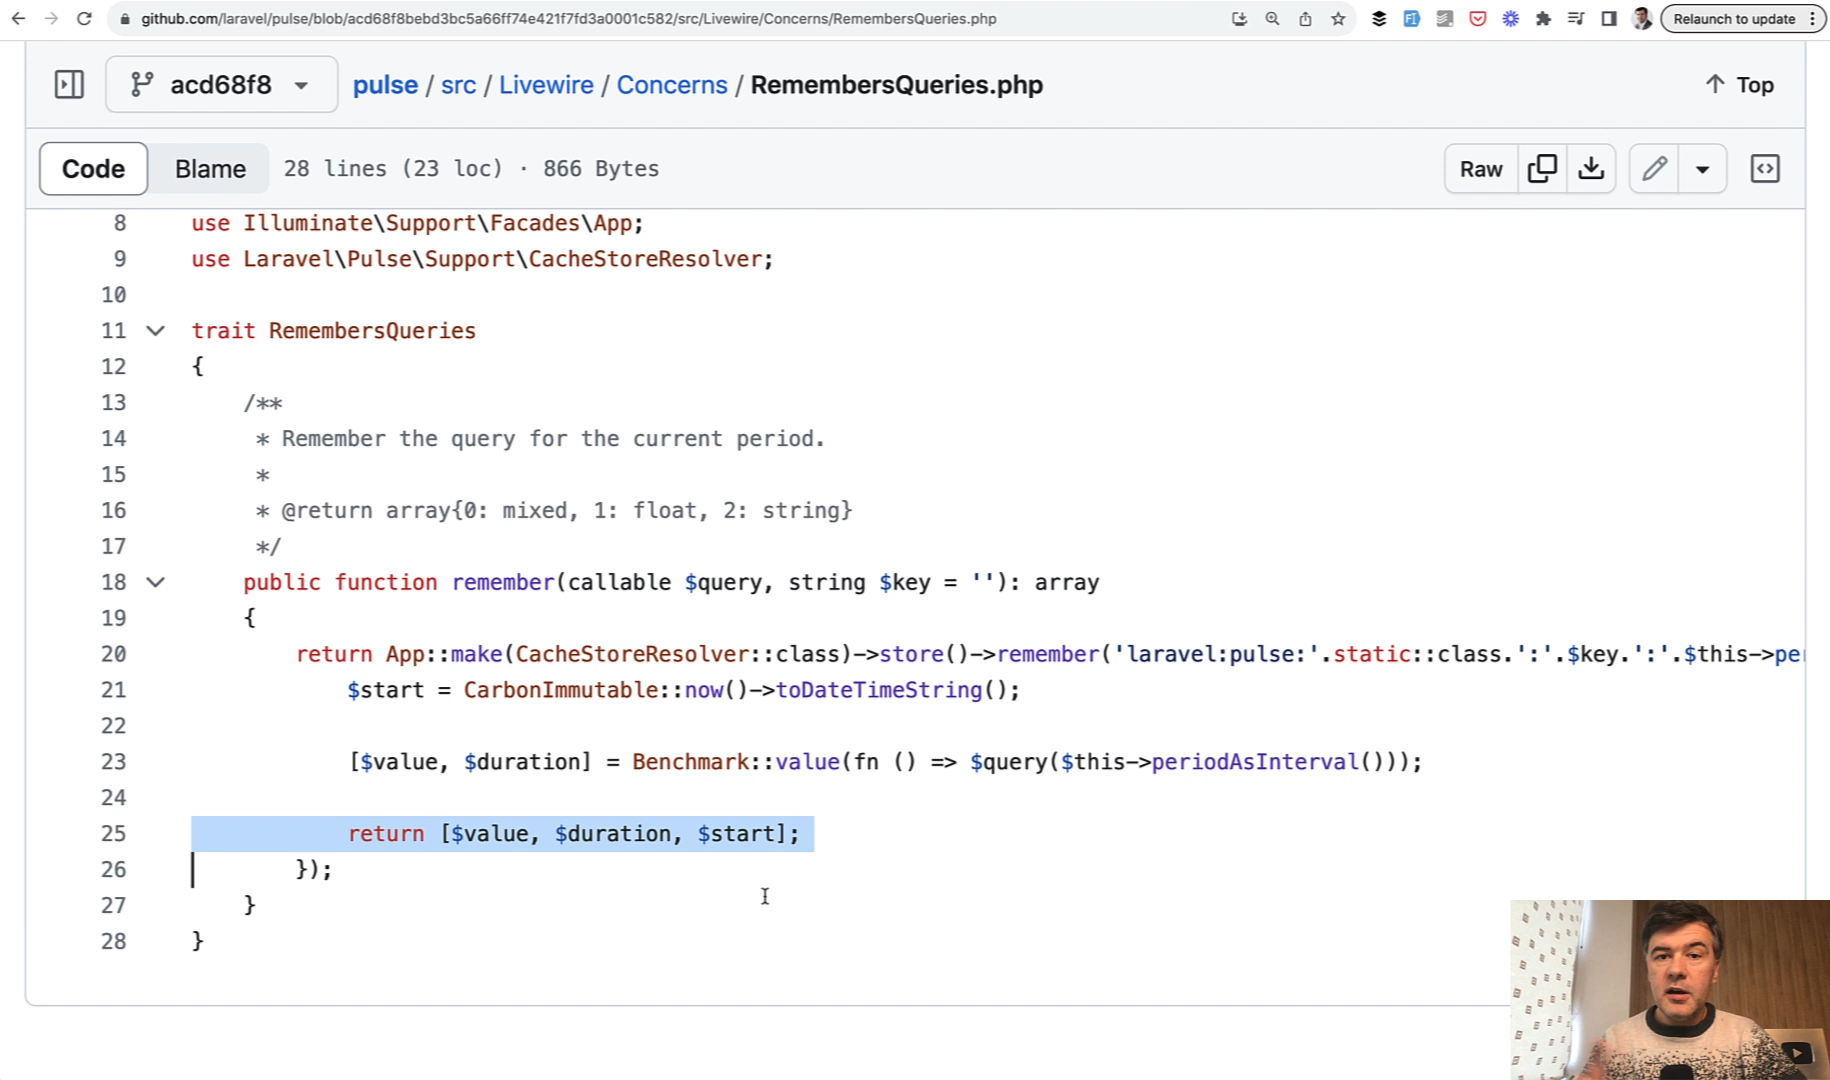 github.com/laravel/pulse/blob/acd68f8bebd3bc5a66ff74e421f7fd3a0001c582/src/Livewire/Concerns/RemembersQueries.php
Relaunch to update
acd68f8
pulse / src / Livewire / Concerns / RemembersQueries.php
Top
Code
Blame
28 lines (23 loc) · 866 Bytes
Raw
8 use Illuminate\Support\Facades\App;
9 use Laravel\Pulse\Support\CacheStoreResolver;
10
11 trait RemembersQueries
12 {
13 /**
14 * Remember the query for the current period.
15 *
16 * @return array{0: mixed, 1: float, 2: string}
17 */
18 public function remember(callable $query, string $key = ''): array
19 {
20 return App::make(CacheStoreResolver::class)->store()->remember('laravel:pulse:'.static::class.':'.$key.':'.$this->per
21 $start = CarbonImmutable::now()->toDateTimeString();
22
23 [$value, $duration] = Benchmark::value(fn () => $query($this->periodAsInterval()));
24
25 return [$value, $duration, $start];
26 });
27 }
28 }